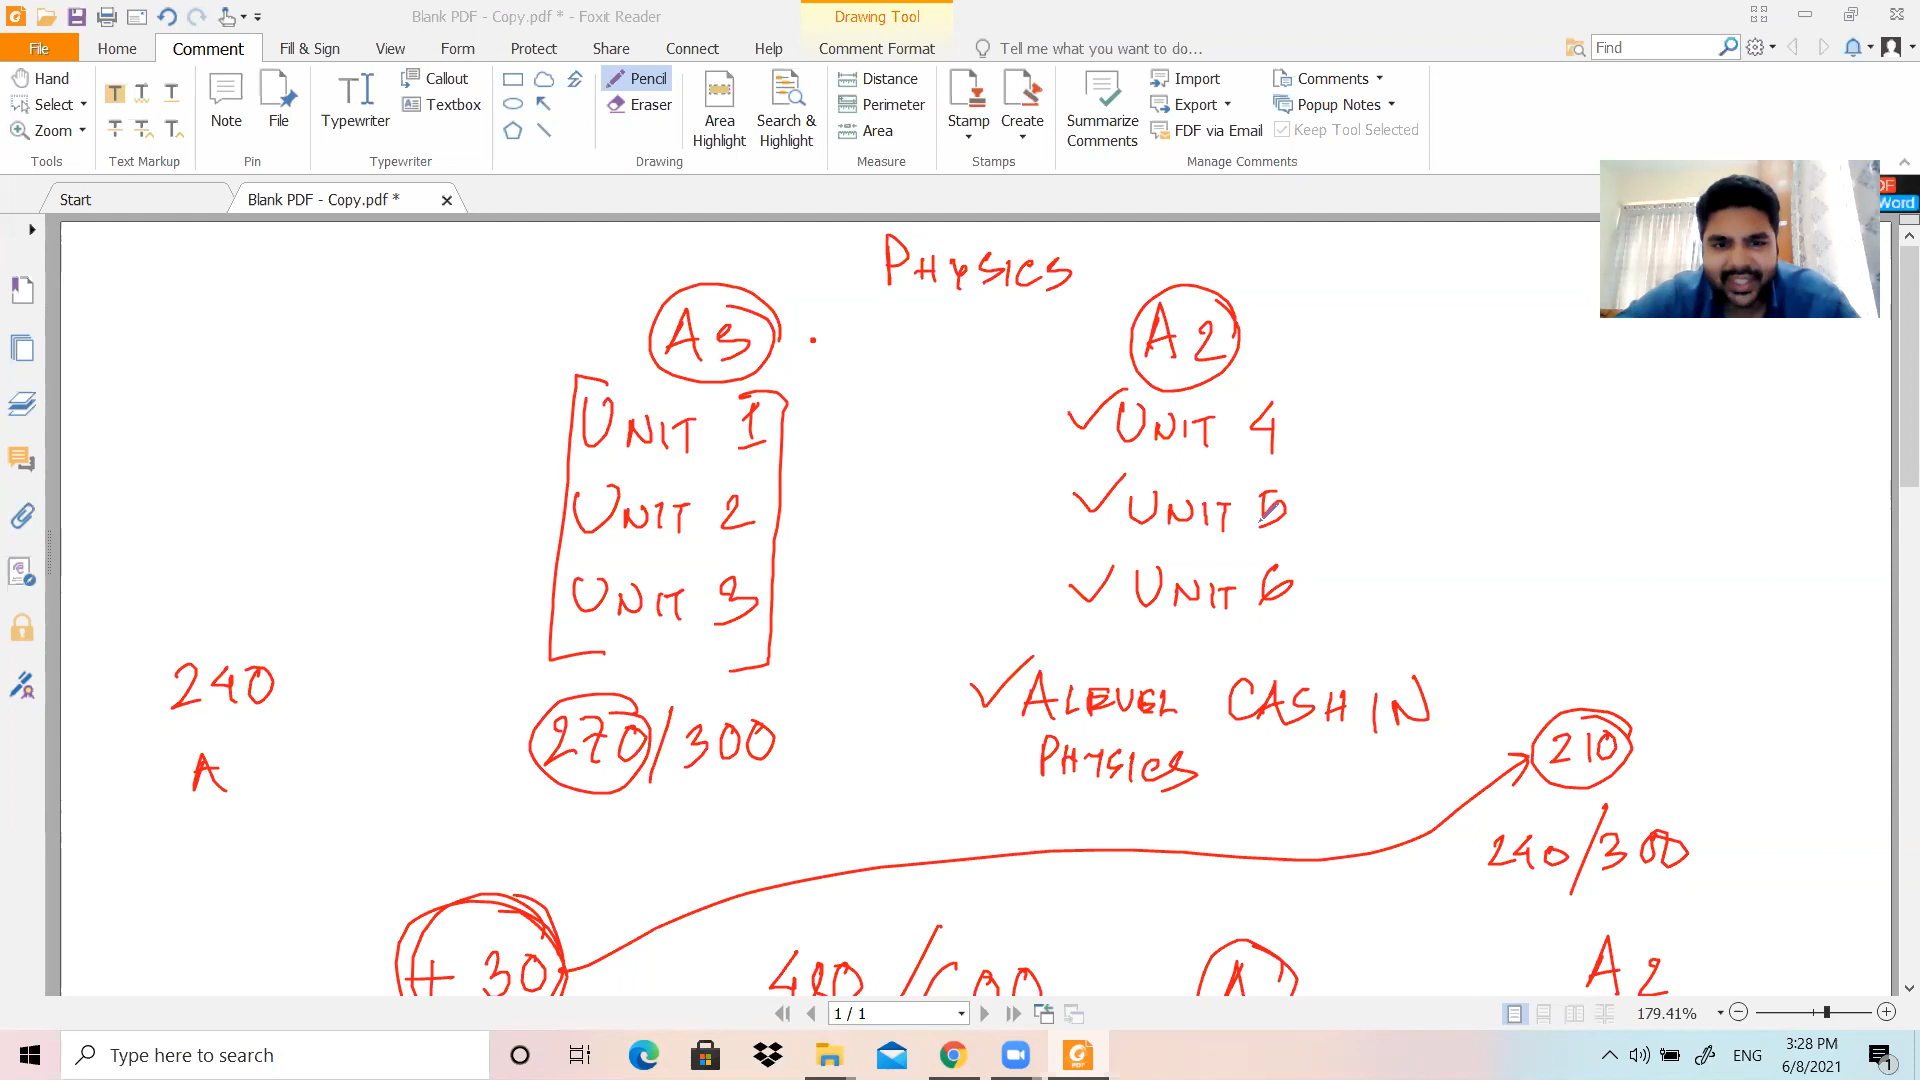 Blank PDF - Copy.pdf * - Foxit Reader
Drawing Tool
File Home Comment Fill & Sign View Form Protect Share Connect Help Comment Format Tell me what you want to do... Find
Hand
Select
Zoom
Tools
T T T
T T T
Text Markup
Note File
Pin
Typewriter
Callout
Textbox
Typewriter
Pencil
Eraser
Area Highlight
Search & Highlight
Drawing
Distance
Perimeter
Area
Measure
Stamp Create
Stamps
Summarize Comments
Import
Export
FDF via Email
Comments
Popup Notes
Keep Tool Selected
Manage Comments
Start Blank PDF - Copy.pdf *
Word
PHYSICS
AS A2
UNIT 1 UNIT 4
UNIT 2 UNIT 5
UNIT 3 UNIT 6
240 270/300 A LEVEL CASH IN
A PHYSICS 210
240/300
+ 30 480/600 A A2
1 / 1 179.41%
Type here to search
ENG
3:28 PM
6/8/2021
1